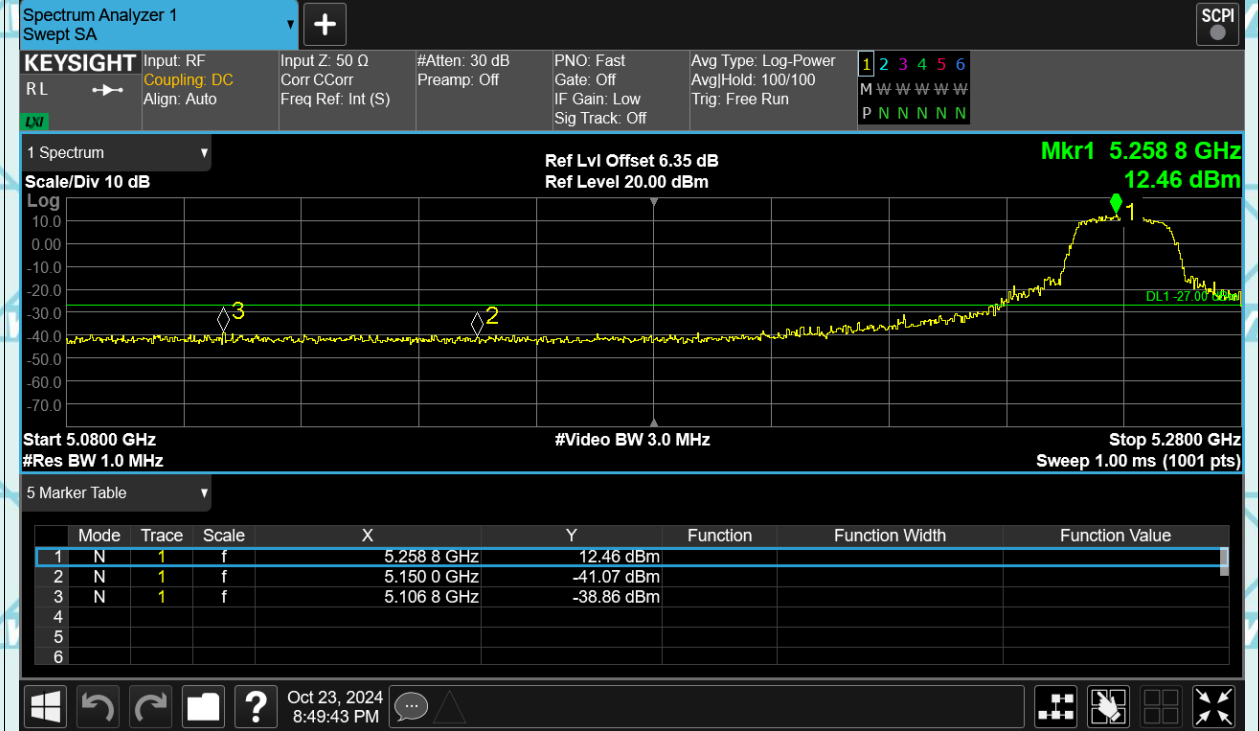 Spectrum Analyzer 1
Swept SA
SCPI
KEYSIGHT
R L
LXI
Input: RF
Coupling: DC
Align: Auto
Input Z: 50 Ω
Corr CCorr
Freq Ref: Int (S)
#Atten: 30 dB
Preamp: Off
PNO: Fast
Gate: Off
IF Gain: Low
Sig Track: Off
Avg Type: Log-Power
Avg|Hold: 100/100
Trig: Free Run
1 2 3 4 5 6
M W W W W W
P N N N N N
1 Spectrum
Scale/Div 10 dB
Ref Lvl Offset 6.35 dB
Ref Level 20.00 dBm
Mkr1 5.258 8 GHz
12.46 dBm
Log
10.0
0.00
-10.0
-20.0
-30.0
-40.0
-50.0
-60.0
-70.0
1
2
3
DL1 -27.00 dBm
Start 5.0800 GHz
#Video BW 3.0 MHz
Stop 5.2800 GHz
#Res BW 1.0 MHz
Sweep 1.00 ms (1001 pts)
5 Marker Table
Mode Trace Scale X Y Function Function Width Function Value
1 N 1 f 5.258 8 GHz 12.46 dBm
2 N 1 f 5.150 0 GHz -41.07 dBm
3 N 1 f 5.106 8 GHz -38.86 dBm
4
5
6
?
Oct 23, 2024
8:49:43 PM